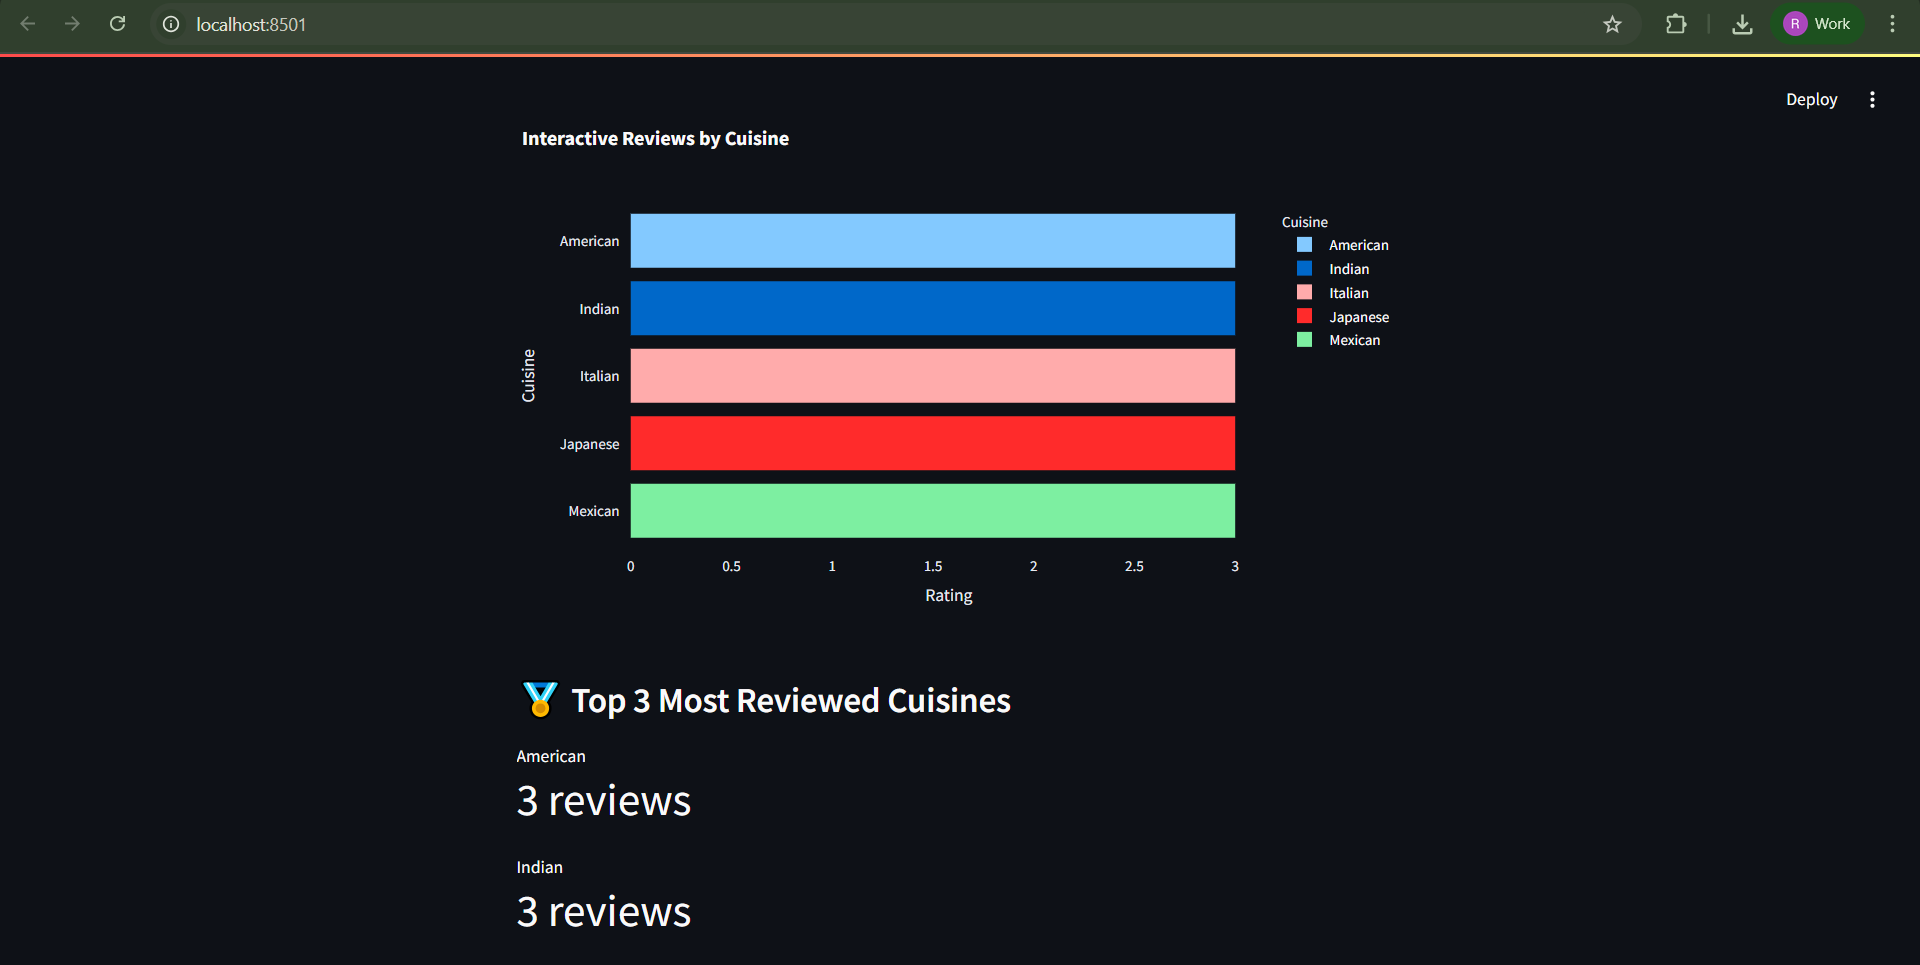 localhost:8501
R Work
Deploy
Interactive Reviews by Cuisine
Cuisine
American
Indian
Italian
Japanese
Mexican
0 0.5 1 1.5 2 2.5 3
Rating
Cuisine
American
Indian
Italian
Japanese
Mexican
Top 3 Most Reviewed Cuisines
American
3 reviews
Indian
3 reviews